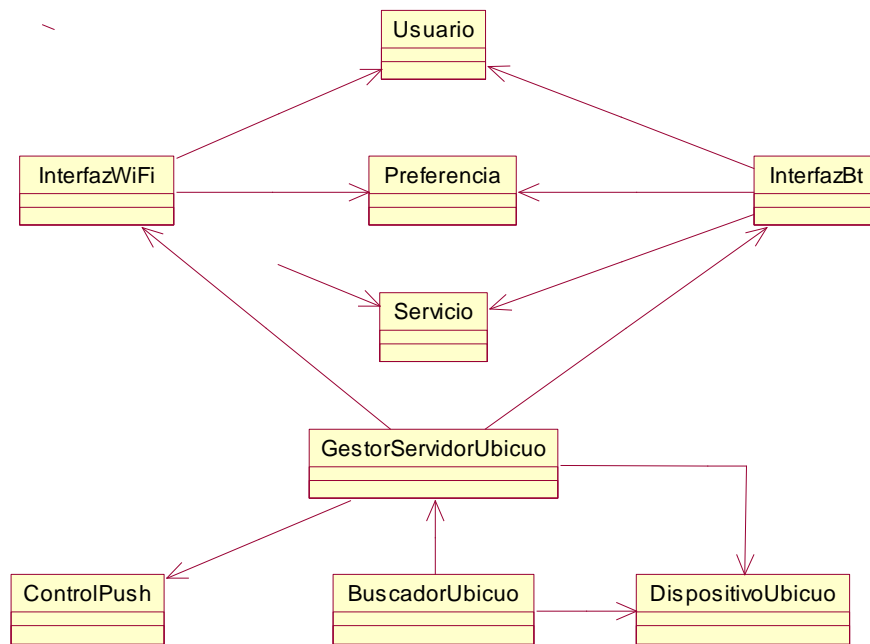 Usuario
InterfazWiFi
Preferencia
InterfazBt
Servicio
GestorServidorUbicuo
ControlPush
BuscadorUbicuo
DispositivoUbicuo